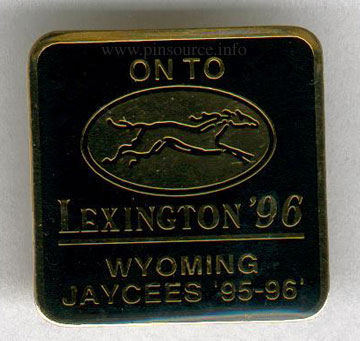 www.pinsource.info
ON TO
LEXINGTON '96
WYOMING
JAYCEES '95-96'